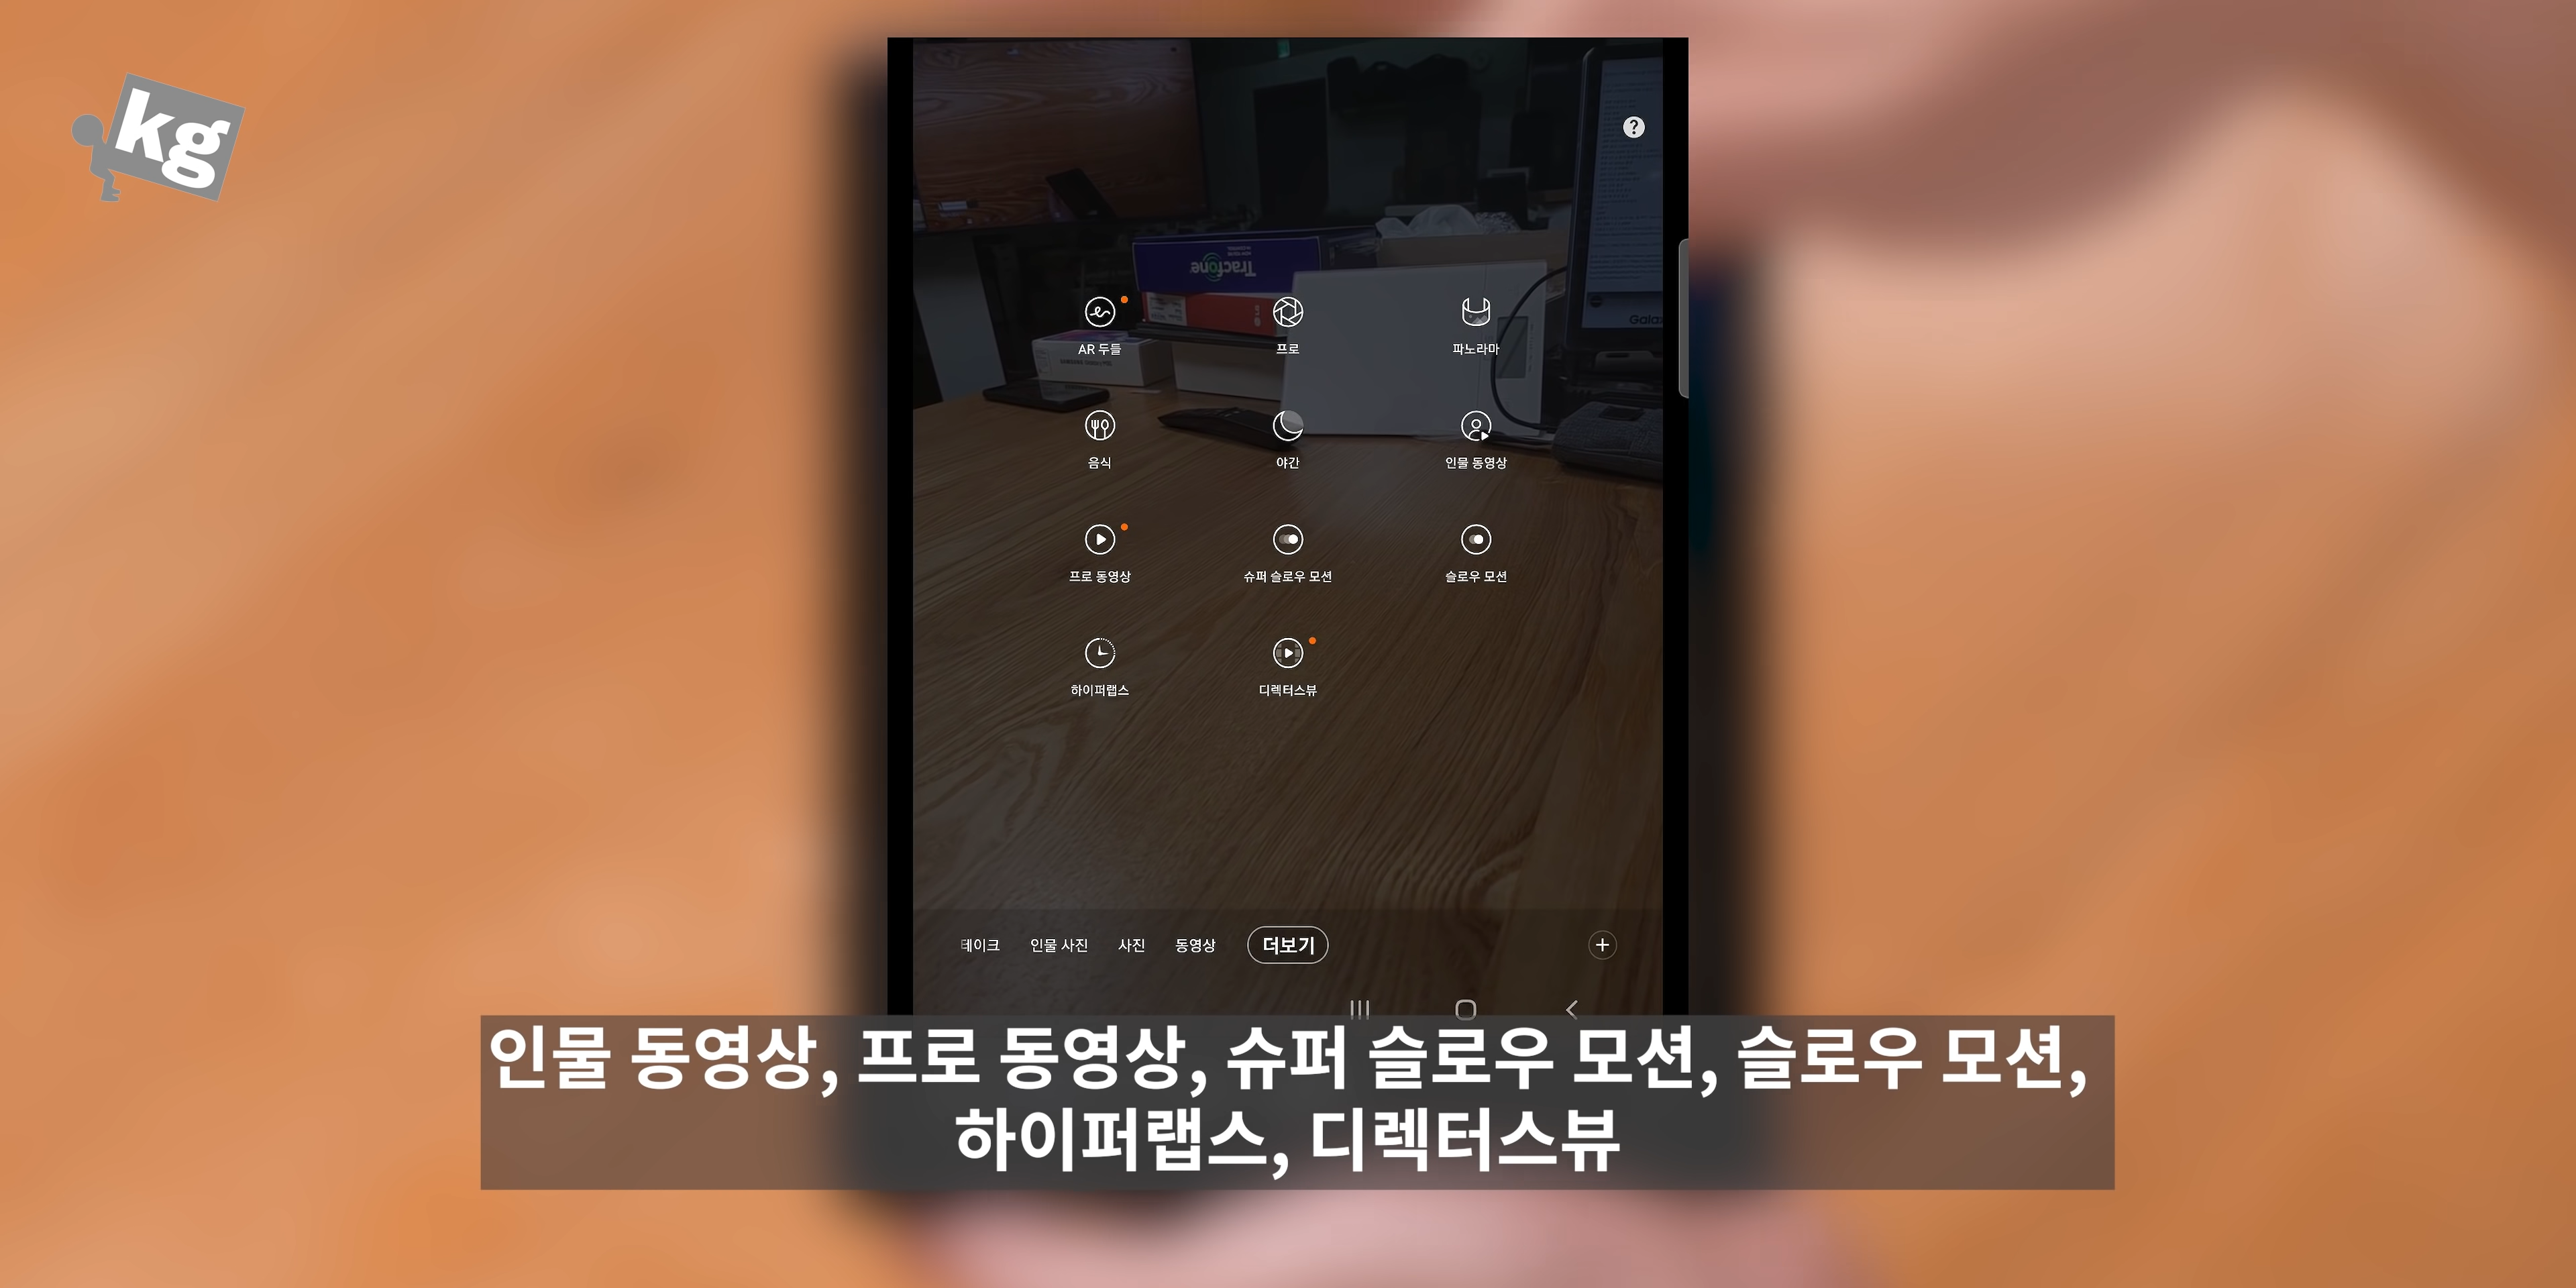 kg
?
Tracfone
Gala
AR 두들
프로
파노라마
음식
야간
인물 동영상
프로 동영상
슈퍼 슬로우 모션
슬로우 모션
하이퍼랩스
디렉터스뷰
테이크 인물 사진 사진 동영상 더보기
인물 동영상, 프로 동영상, 슈퍼 슬로우 모션, 슬로우 모션,
하이퍼랩스, 디렉터스뷰